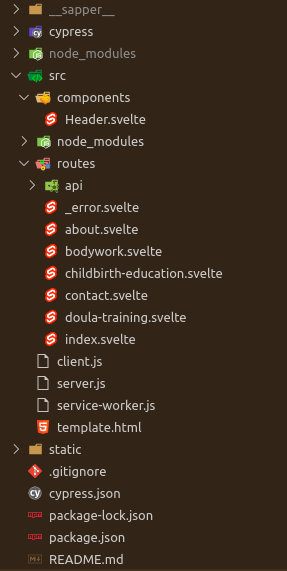 __sapper__
cypress
node_modules
src
components
Header.svelte
node_modules
routes
api
_error.svelte
about.svelte
bodywork.svelte
childbirth-education.svelte
contact.svelte
doula-training.svelte
index.svelte
client.js
server.js
service-worker.js
template.html
static
.gitignore
cypress.json
package-lock.json
package.json
README.md